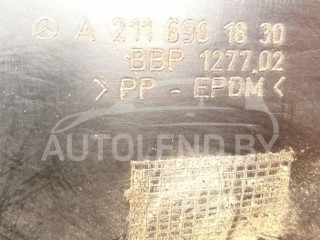 A 211 690 18 30
BBP 1277.02
>PP - EPDM<
AUTOLEND.BY